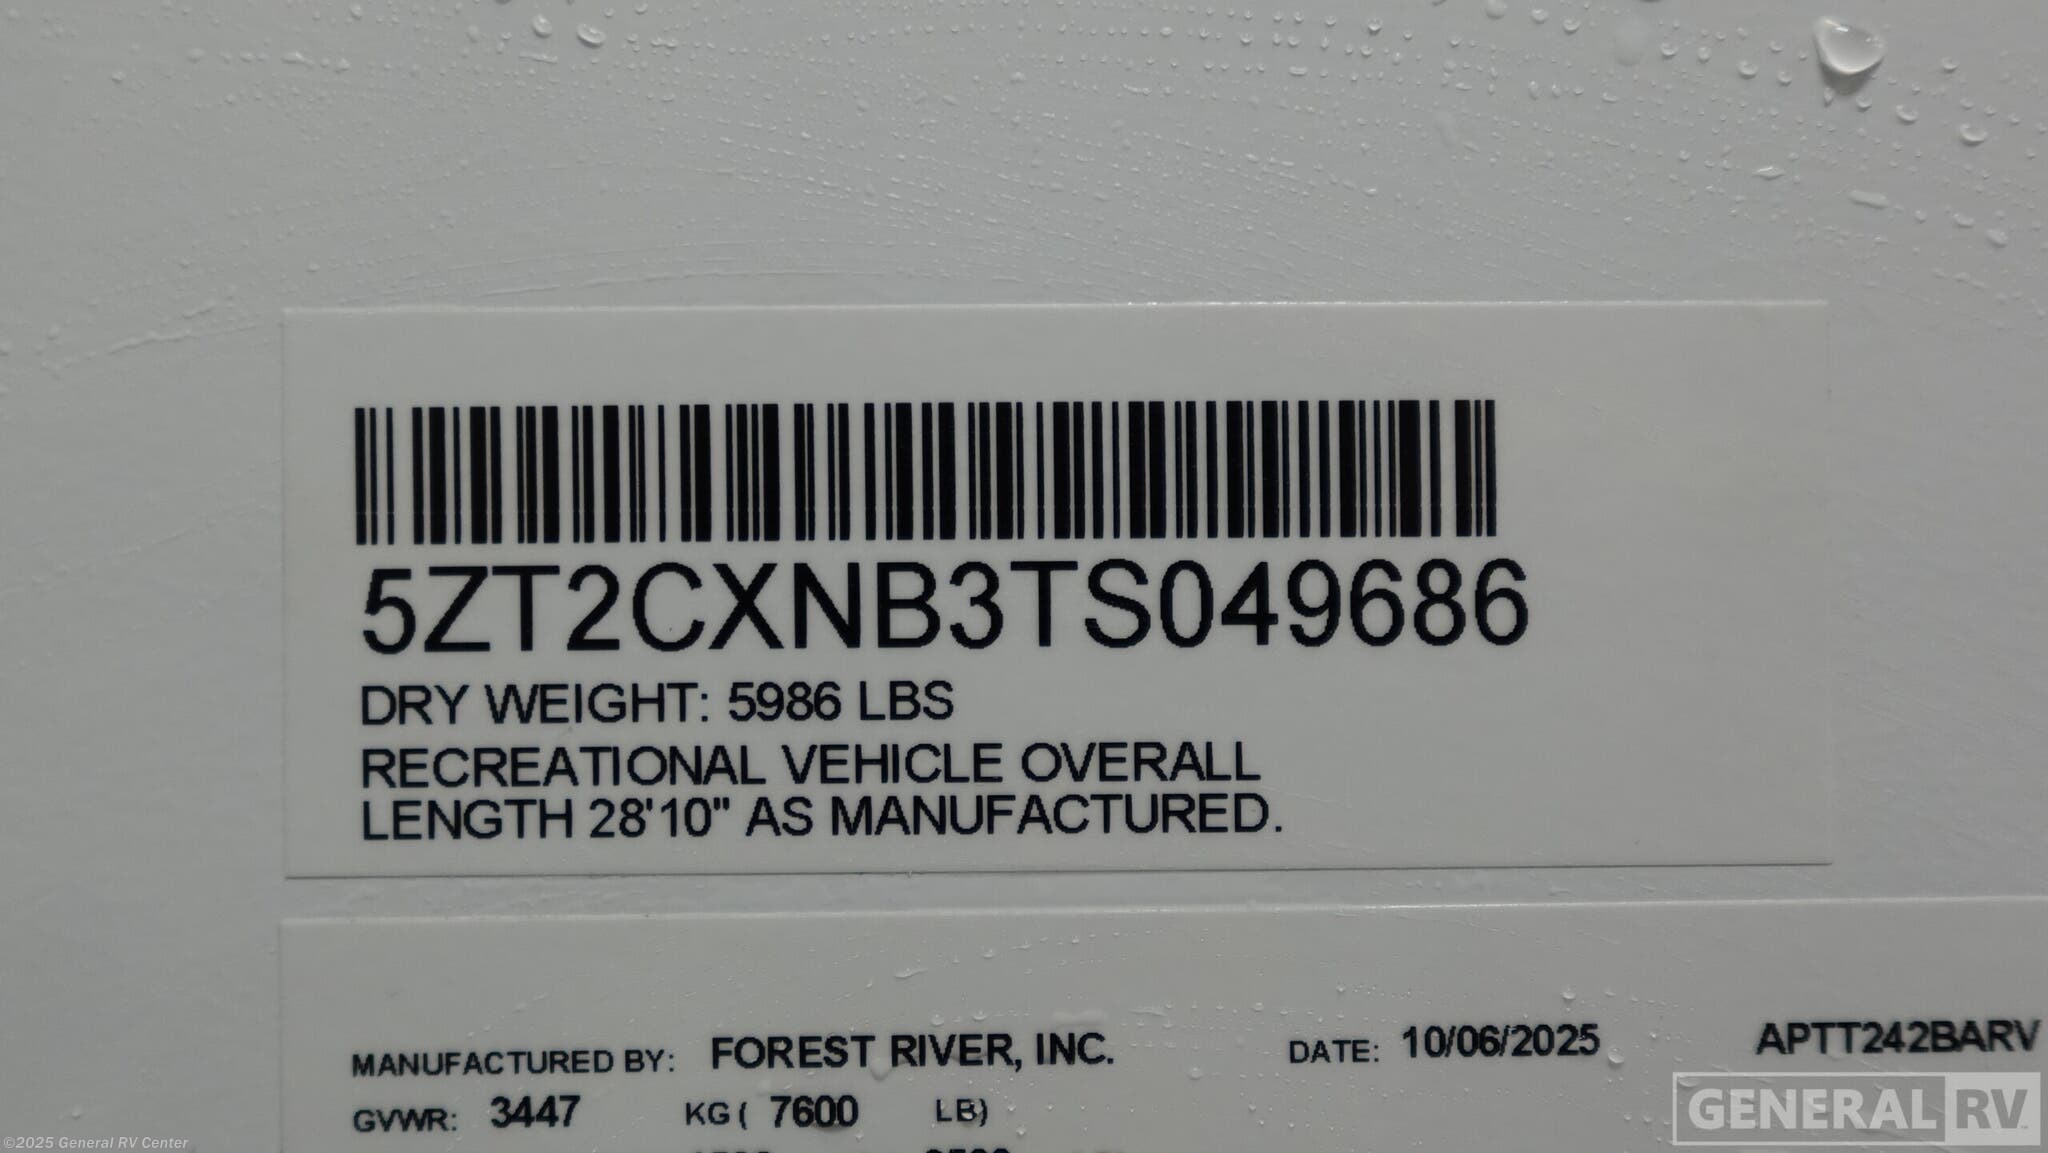 5ZT2CXNB3TS049686
DRY WEIGHT: 5986 LBS
RECREATIONAL VEHICLE OVERALL
LENGTH 28'10" AS MANUFACTURED.
MANUFACTURED BY: FOREST RIVER, INC. DATE: 10/06/2025 APTT242BARV
GVWR: 3447 KG ( 7600 LB)
GENERAL RV
©2025 General RV Center